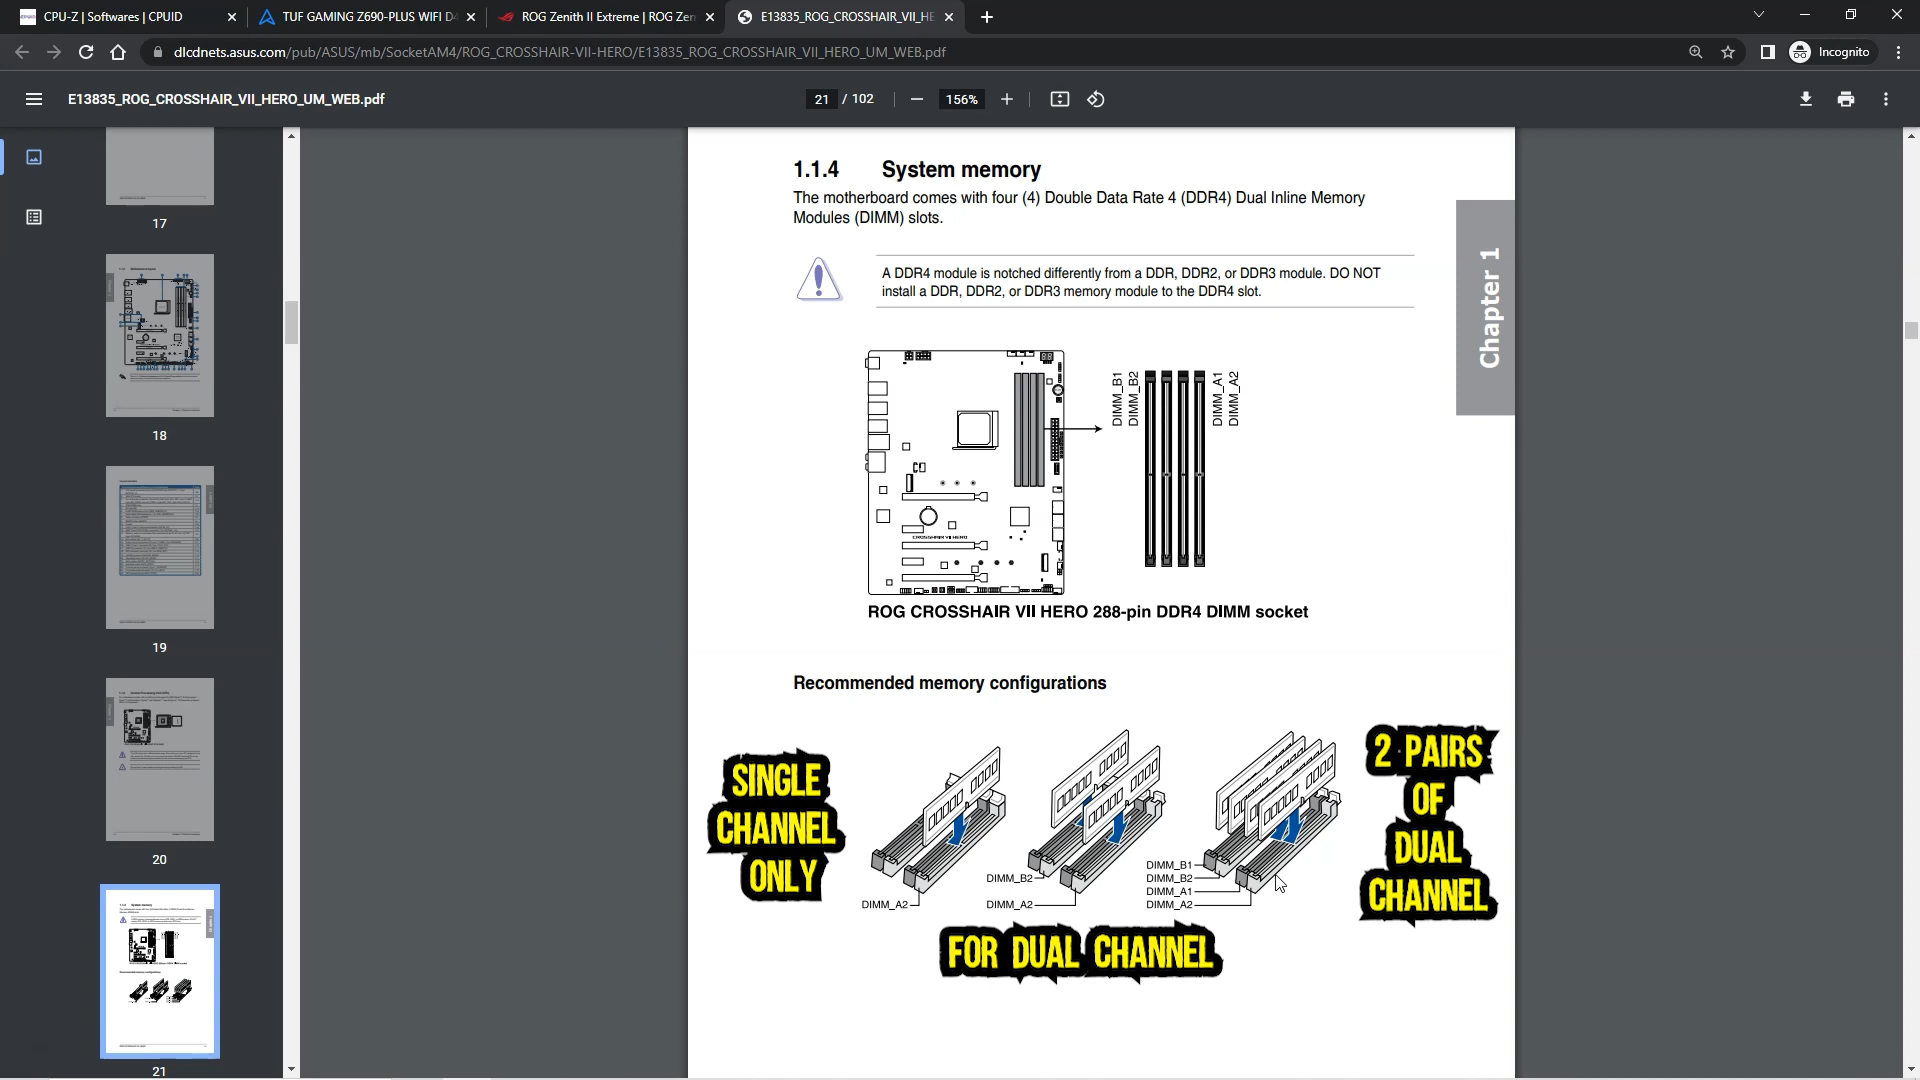 CPU-Z | Softwares | CPUID
TUF GAMING Z690-PLUS WIFI D4
ROG Zenith II Extreme | ROG Zen
E13835_ROG_CROSSHAIR_VII_HE
dlcdnets.asus.com/pub/ASUS/mb/SocketAM4/ROG_CROSSHAIR-VII-HERO/E13835_ROG_CROSSHAIR_VII_HERO_UM_WEB.pdf
Incognito
E13835_ROG_CROSSHAIR_VII_HERO_UM_WEB.pdf
21 / 102
156%
17
18
19
20
21
1.1.4 System memory
The motherboard comes with four (4) Double Data Rate 4 (DDR4) Dual Inline Memory
Modules (DIMM) slots.
A DDR4 module is notched differently from a DDR, DDR2, or DDR3 module. DO NOT
install a DDR, DDR2, or DDR3 memory module to the DDR4 slot.
Chapter 1
DIMM_B1
DIMM_B2
DIMM_A1
DIMM_A2
CROSSHAIR VII HERO
ROG CROSSHAIR VII HERO 288-pin DDR4 DIMM socket
Recommended memory configurations
SINGLE
CHANNEL
ONLY
DIMM_A2
DIMM_B2
DIMM_A2
DIMM_B1
DIMM_B2
DIMM_A1
DIMM_A2
2 PAIRS
OF
DUAL
CHANNEL
FOR DUAL CHANNEL